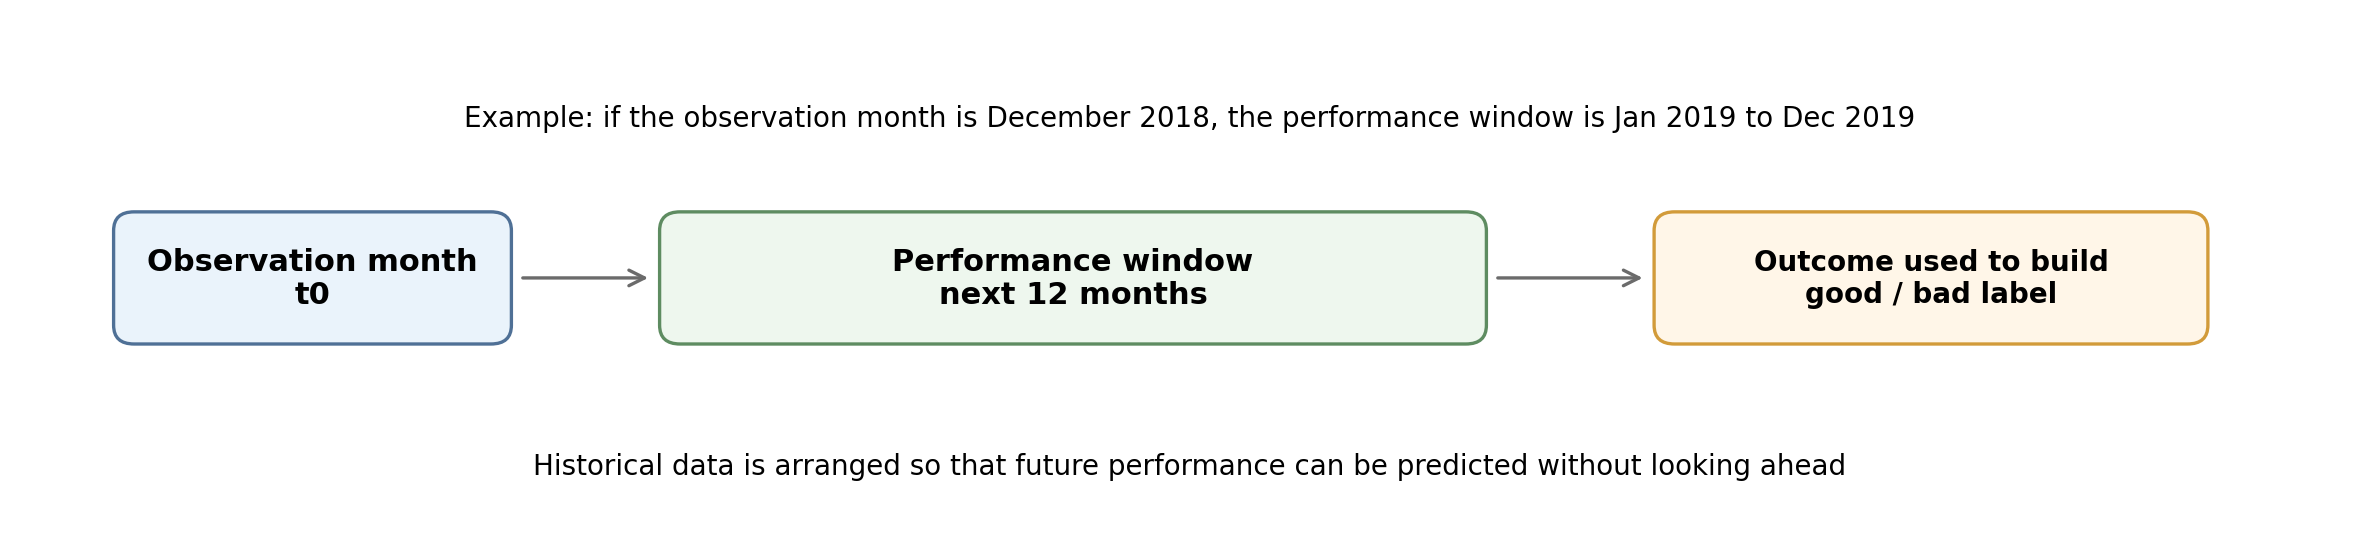 Example: if the observation month is December 2018, the performance window is Jan 2019 to Dec 2019
Observation month
t0
Performance window
next 12 months
Outcome used to build
good / bad label
Historical data is arranged so that future performance can be predicted without looking ahead